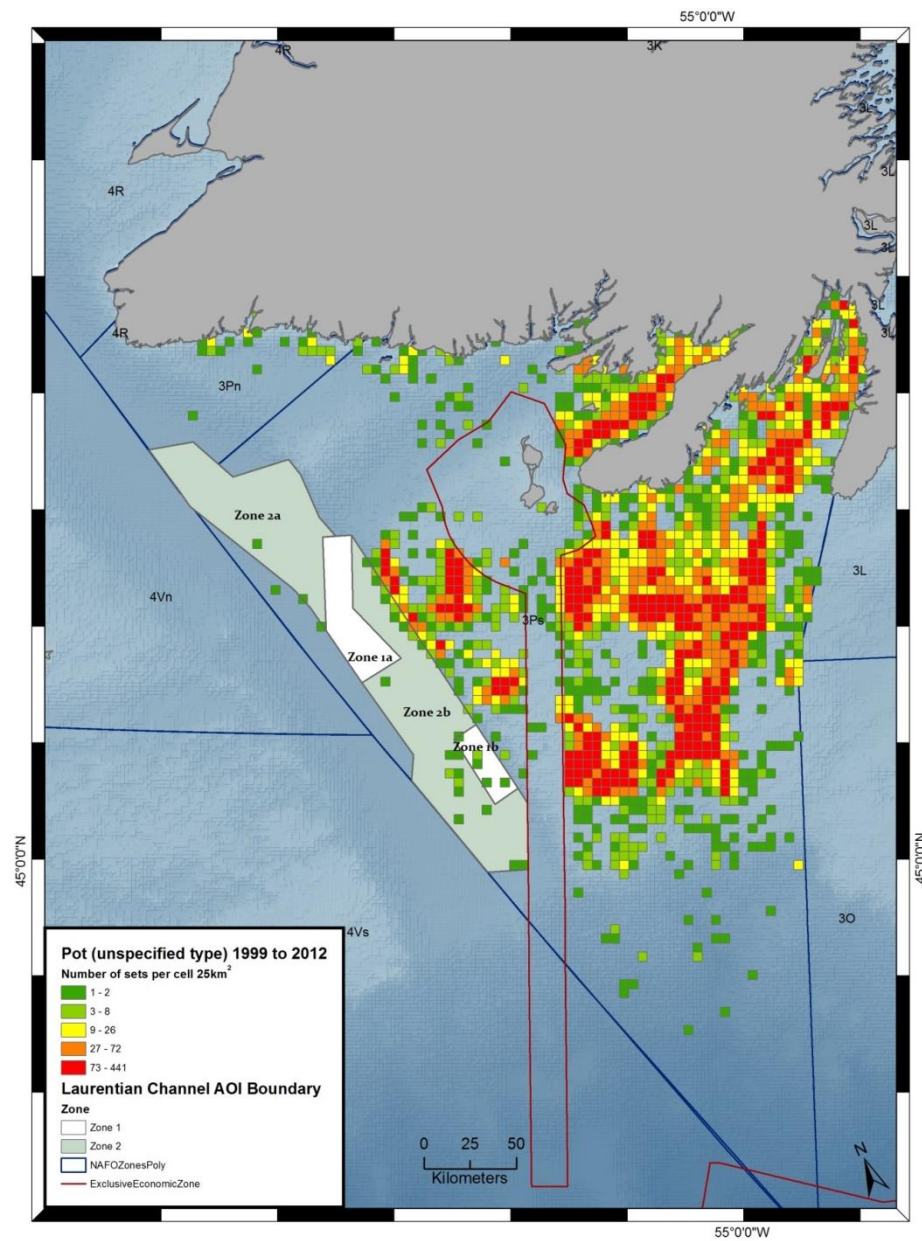 55°0'0"W
4R
3K
3L
4R
3L
3L
3L
3L
4R
3L
3Pn
Zone 2a
3L
4Vn
3Ps
Zone 1a
Zone 2b
Zone 1b
45°0'0"N
45°0'0"N
3O
4Vs
Pot (unspecified type) 1999 to 2012
Number of sets per cell 25km²
1 - 2
3 - 8
9 - 26
27 - 72
73 - 441
Laurentian Channel AOI Boundary
Zone
Zone 1
Zone 2
NAFOZonesPoly
ExclusiveEconomicZone
0 25 50
Kilometers
N
55°0'0"W